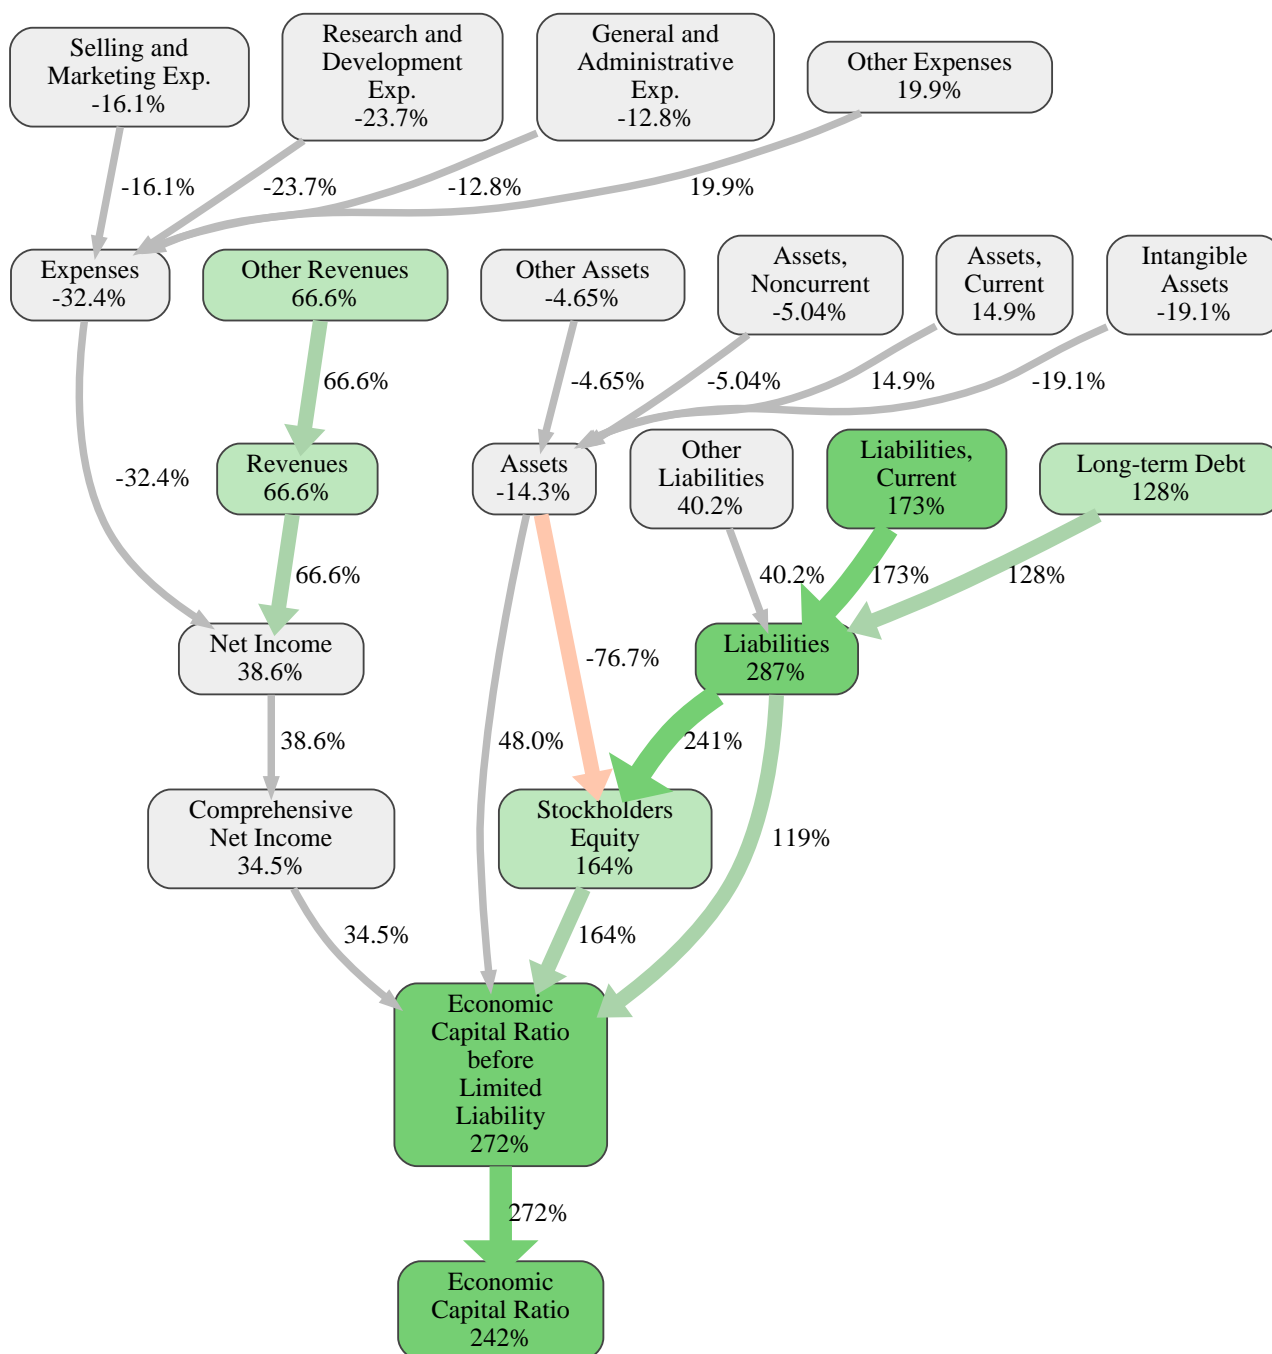 Selling and
Marketing Exp.
-16.1%
Research and
Development
Exp.
-23.7%
General and
Administrative
Exp.
-12.8%
Other Expenses
19.9%
-16.1%
-23.7%
-12.8%
19.9%
Expenses
-32.4%
Other Revenues
66.6%
Other Assets
-4.65%
Assets,
Noncurrent
-5.04%
Assets,
Current
14.9%
Intangible
Assets
-19.1%
66.6%
-4.65%
-5.04%
14.9%
-19.1%
-32.4%
Revenues
66.6%
Assets
-14.3%
Other
Liabilities
40.2%
Liabilities,
Current
173%
Long-term Debt
128%
66.6%
40.2%
173%
128%
Net Income
38.6%
-76.7%
Liabilities
287%
38.6%
48.0%
241%
Comprehensive
Net Income
34.5%
Stockholders
Equity
164%
119%
34.5%
164%
Economic
Capital Ratio
before
Limited
Liability
272%
272%
Economic
Capital Ratio
242%